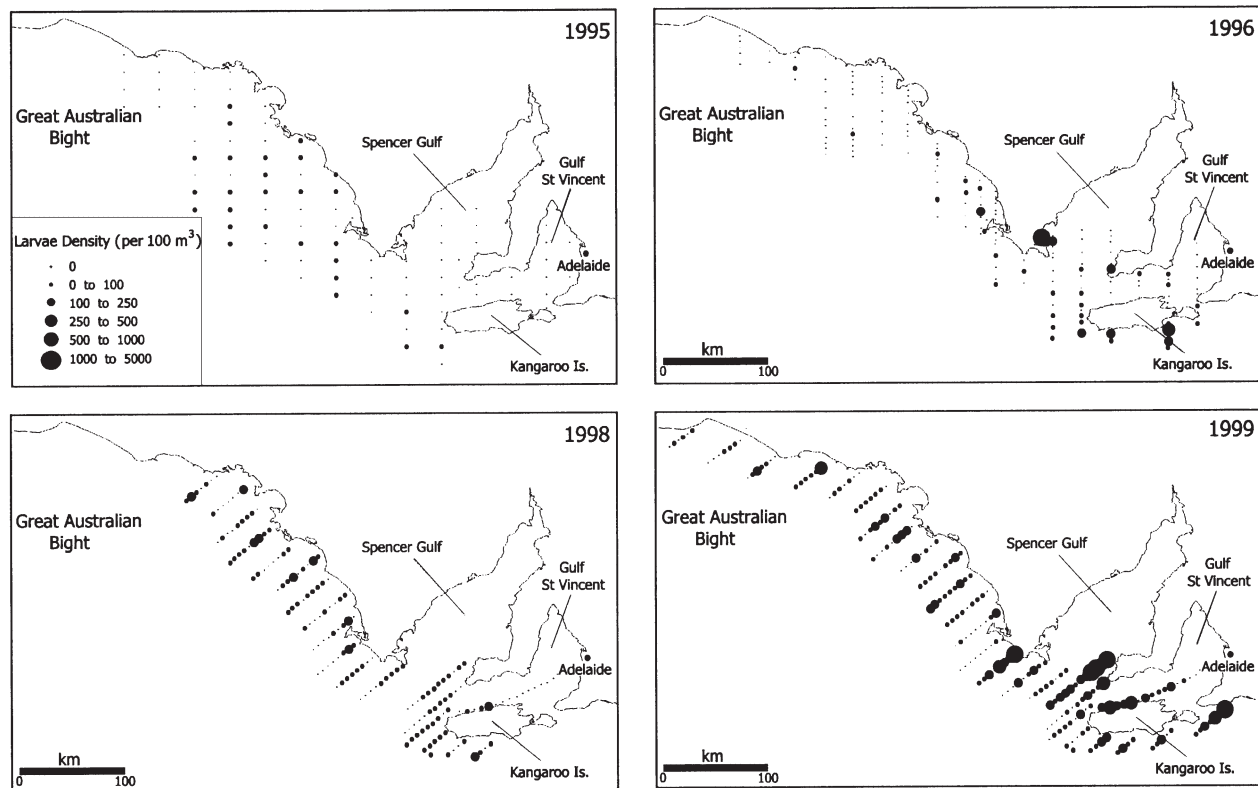 1995
Great Australian
Bight
Spencer Gulf
Gulf
St Vincent
Adelaide
Kangaroo Is.
Larvae Density (per 100 m³)
0
0 to 100
100 to 250
250 to 500
500 to 1000
1000 to 5000
1996
Great Australian
Bight
Spencer Gulf
Gulf
St Vincent
Adelaide
Kangaroo Is.
km
0 100
1998
Great Australian
Bight
Spencer Gulf
Gulf
St Vincent
Adelaide
Kangaroo Is.
km
0 100
1999
Great Australian
Bight
Spencer Gulf
Gulf
St Vincent
Adelaide
Kangaroo Is.
km
0 100